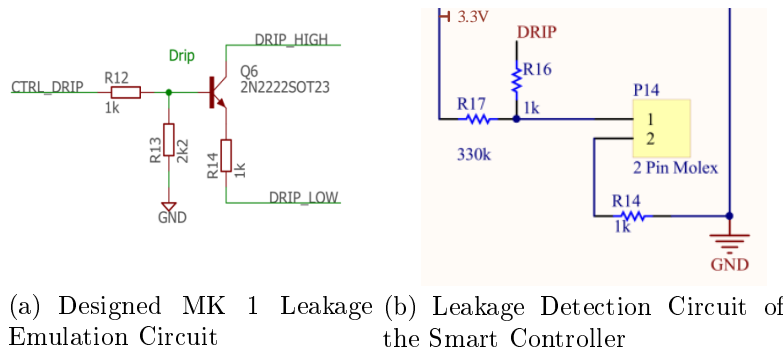 DRIP_HIGH
Drip
Q6
2N2222SOT23
CTRL_DRIP
R12
1k
R13
2k2
R14
1k
DRIP_LOW
GND
3.3V
DRIP
R16
1k
R17
330k
P14
1
2
2 Pin Molex
R14
1k
GND
(a) Designed MK 1 Leakage
Emulation Circuit
(b) Leakage Detection Circuit of
the Smart Controller